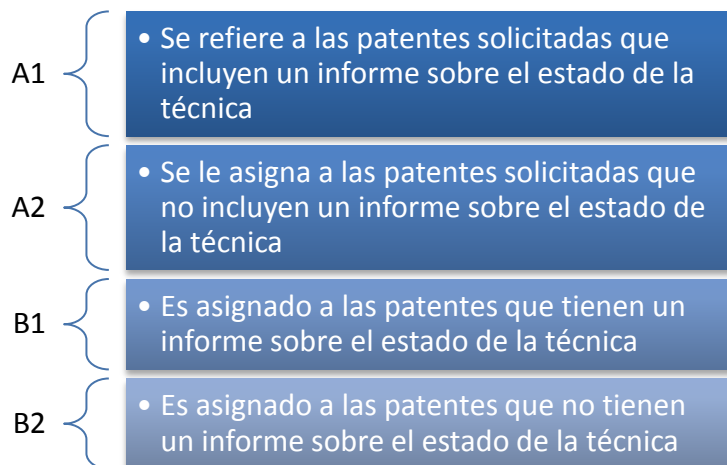 A1
• Se refiere a las patentes solicitadas que
incluyen un informe sobre el estado de la
técnica
A2
• Se le asigna a las patentes solicitadas que
no incluyen un informe sobre el estado de
la técnica
B1
• Es asignado a las patentes que tienen un
informe sobre el estado de la técnica
B2
• Es asignado a las patentes que no tienen
un informe sobre el estado de la técnica